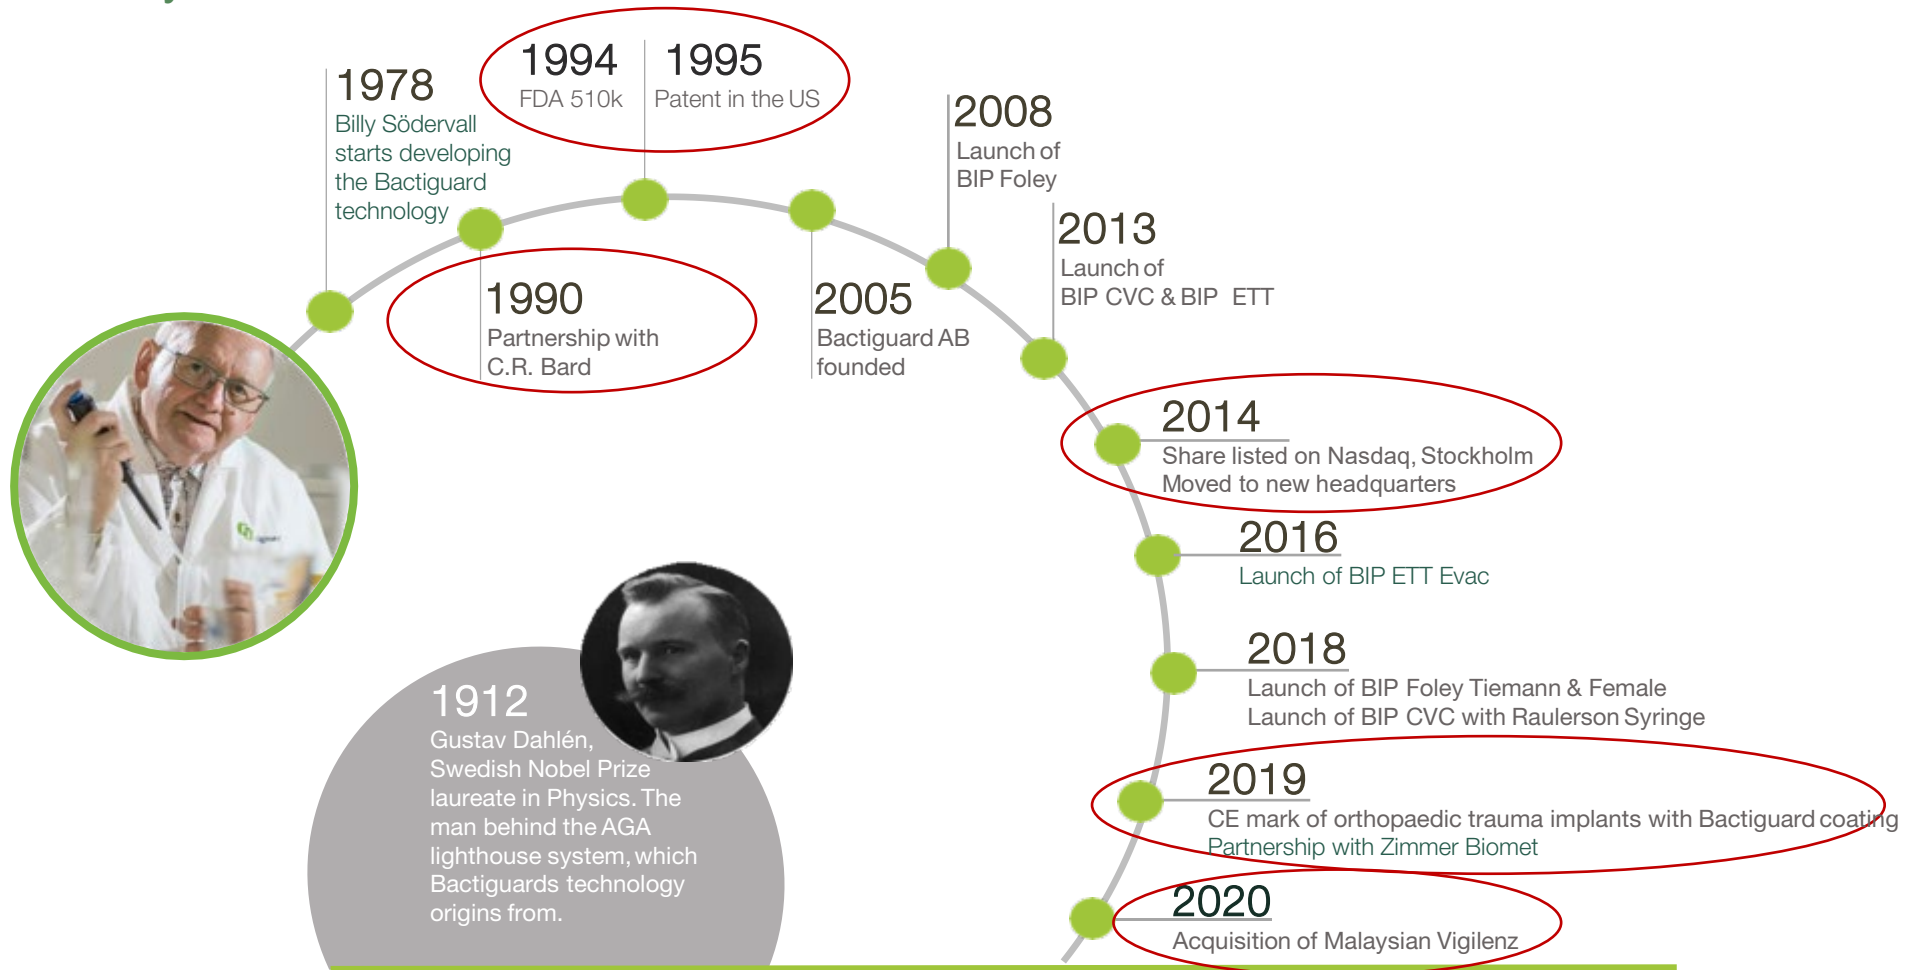 1978
Billy Södervall
starts developing
the Bactiguard
technology
1990
Partnership with
C.R. Bard
1994
FDA 510k
1995
Patent in the US
2005
Bactiguard AB
founded
2008
Launch of
BIP Foley
2013
Launch of
BIP CVC & BIP ETT
2014
Share listed on Nasdaq, Stockholm
Moved to new headquarters
2016
Launch of BIP ETT Evac
2018
Launch of BIP Foley Tiemann & Female
Launch of BIP CVC with Raulerson Syringe
2019
CE mark of orthopaedic trauma implants with Bactiguard coating
Partnership with Zimmer Biomet
2020
Acquisition of Malaysian Vigilenz
1912
Gustav Dahlén,
Swedish Nobel Prize
laureate in Physics. The
man behind the AGA
lighthouse system, which
Bactiguards technology
origins from.